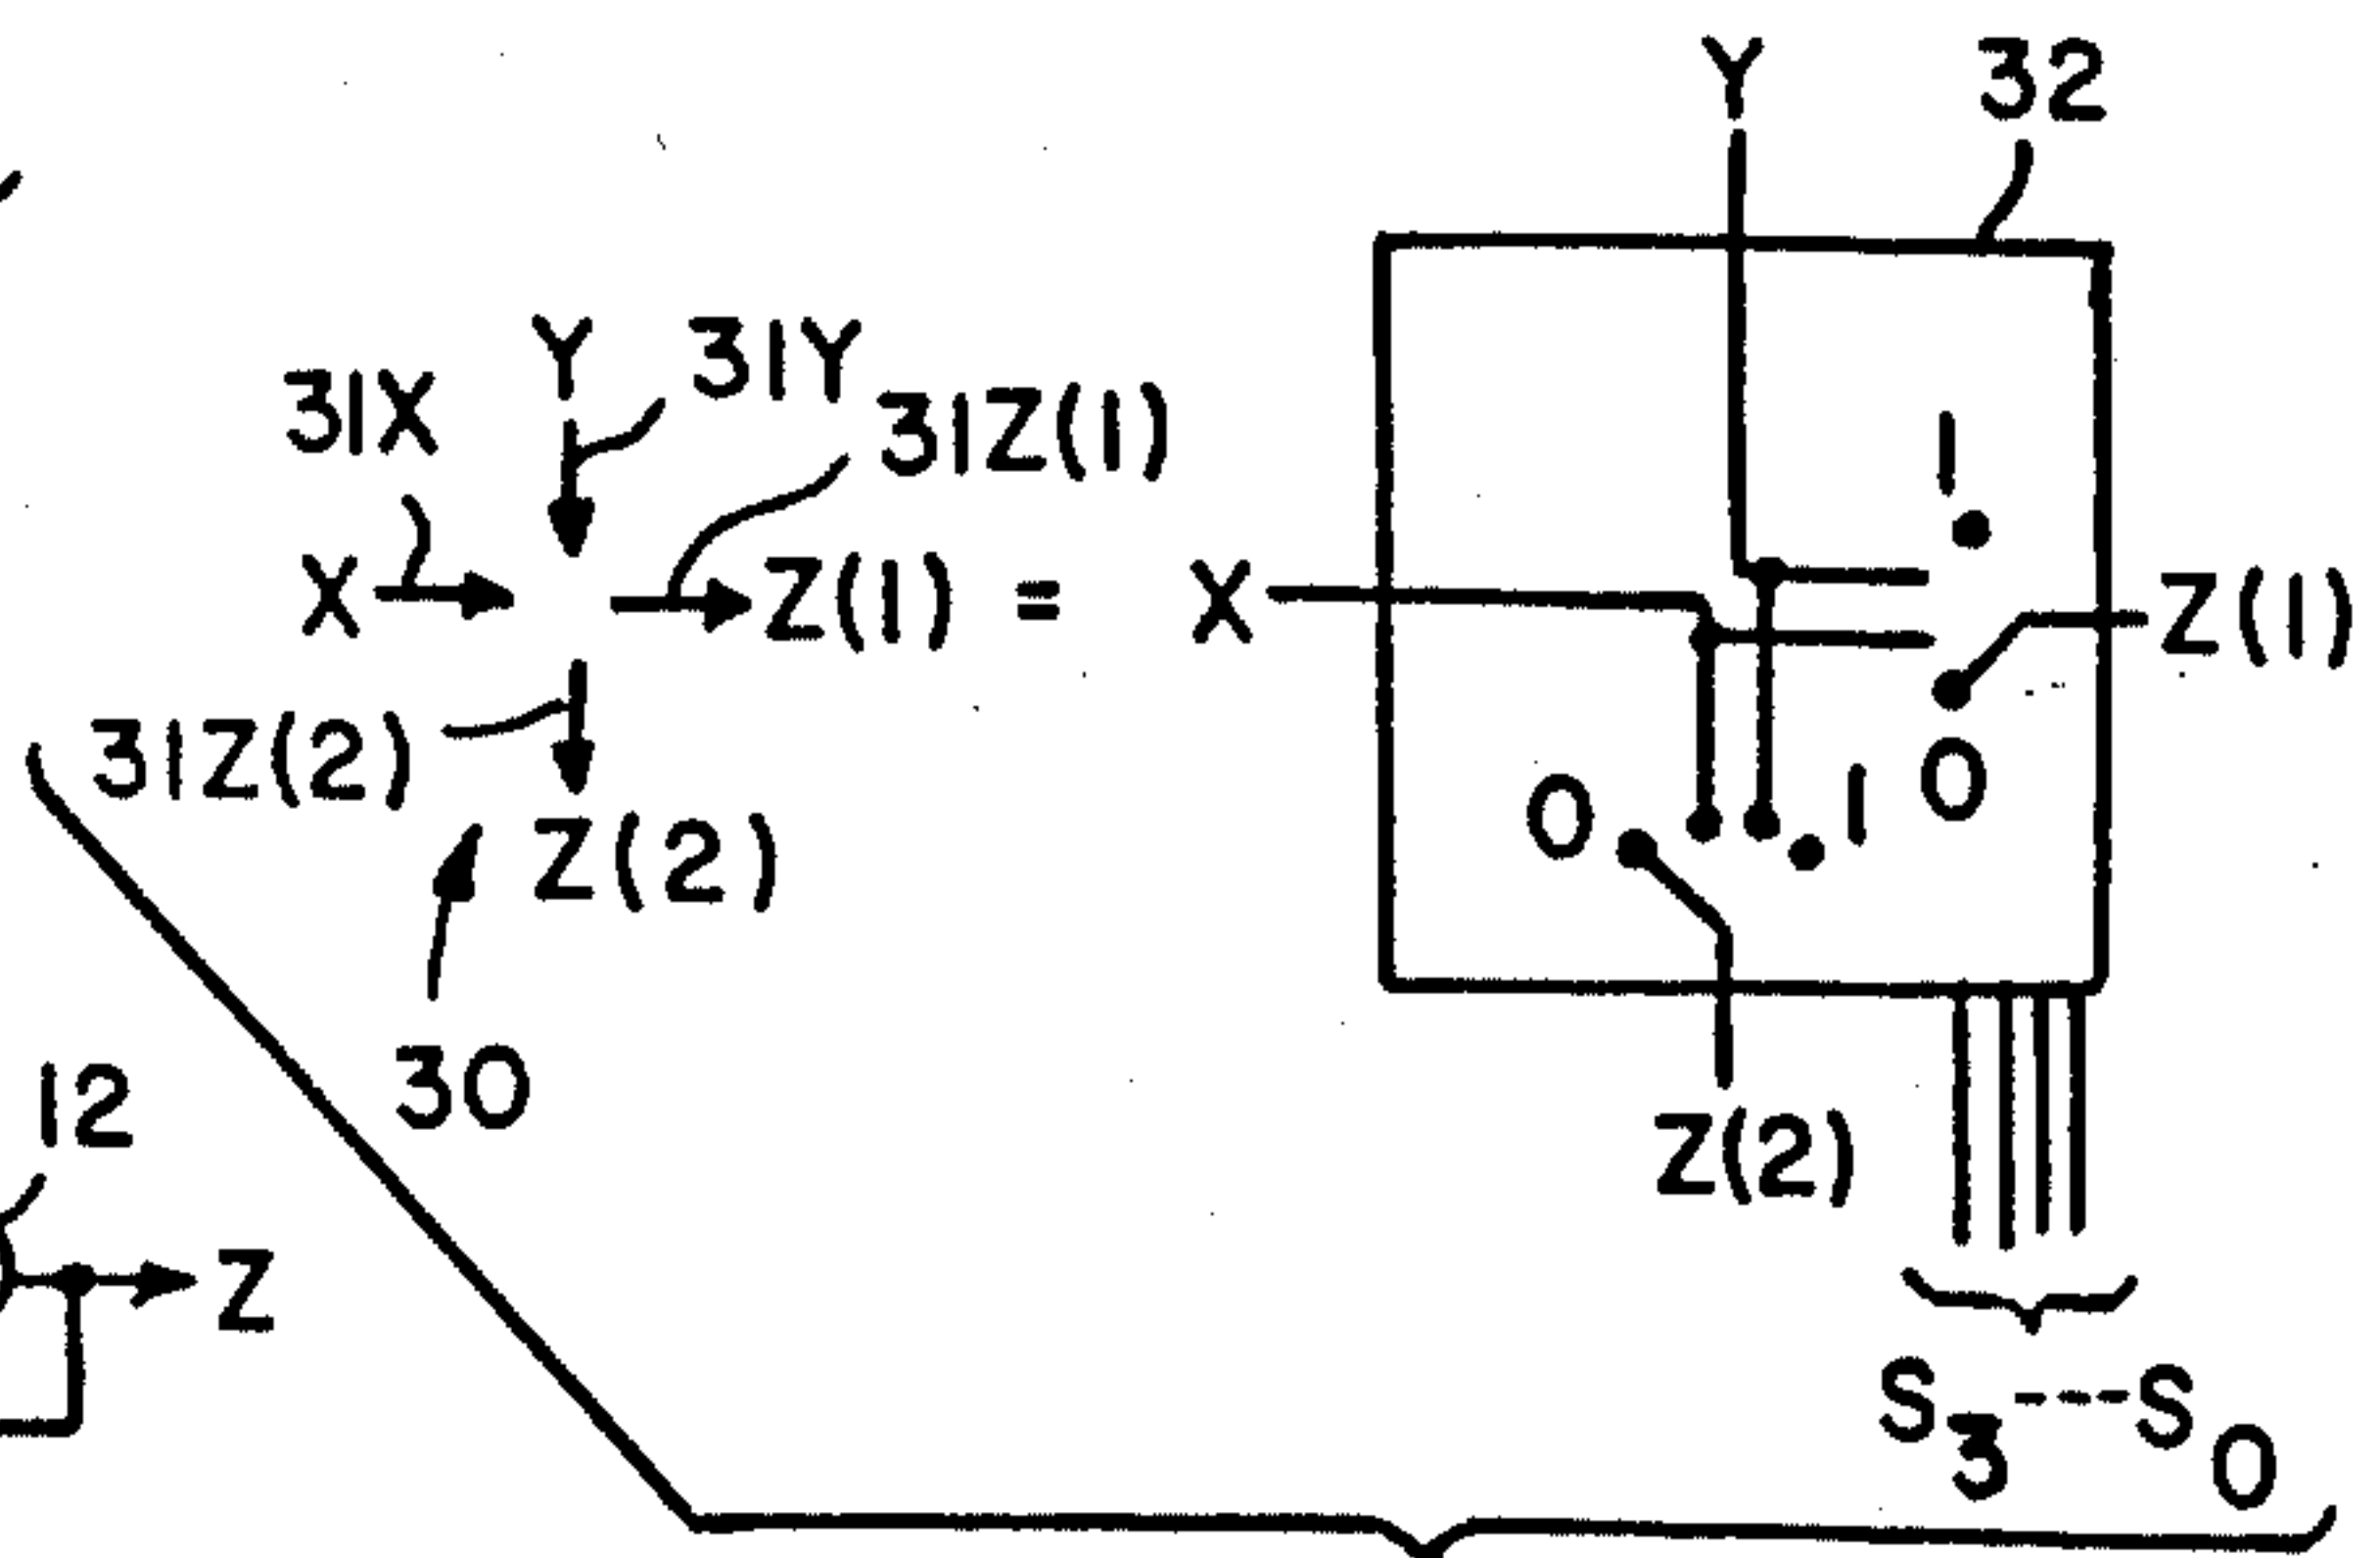 Y 32
31X Y 31Y 31Z(1)
1
X Z(1) = X Z(1)
31Z(2) Z(2)
0 1 0
30
12
Z(2)
Z
S3---S0